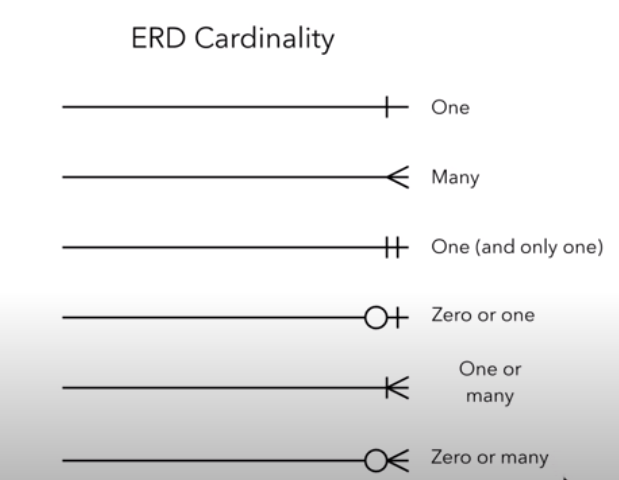 ERD Cardinality
One
Many
One (and only one)
Zero or one
One or
many
Zero or many